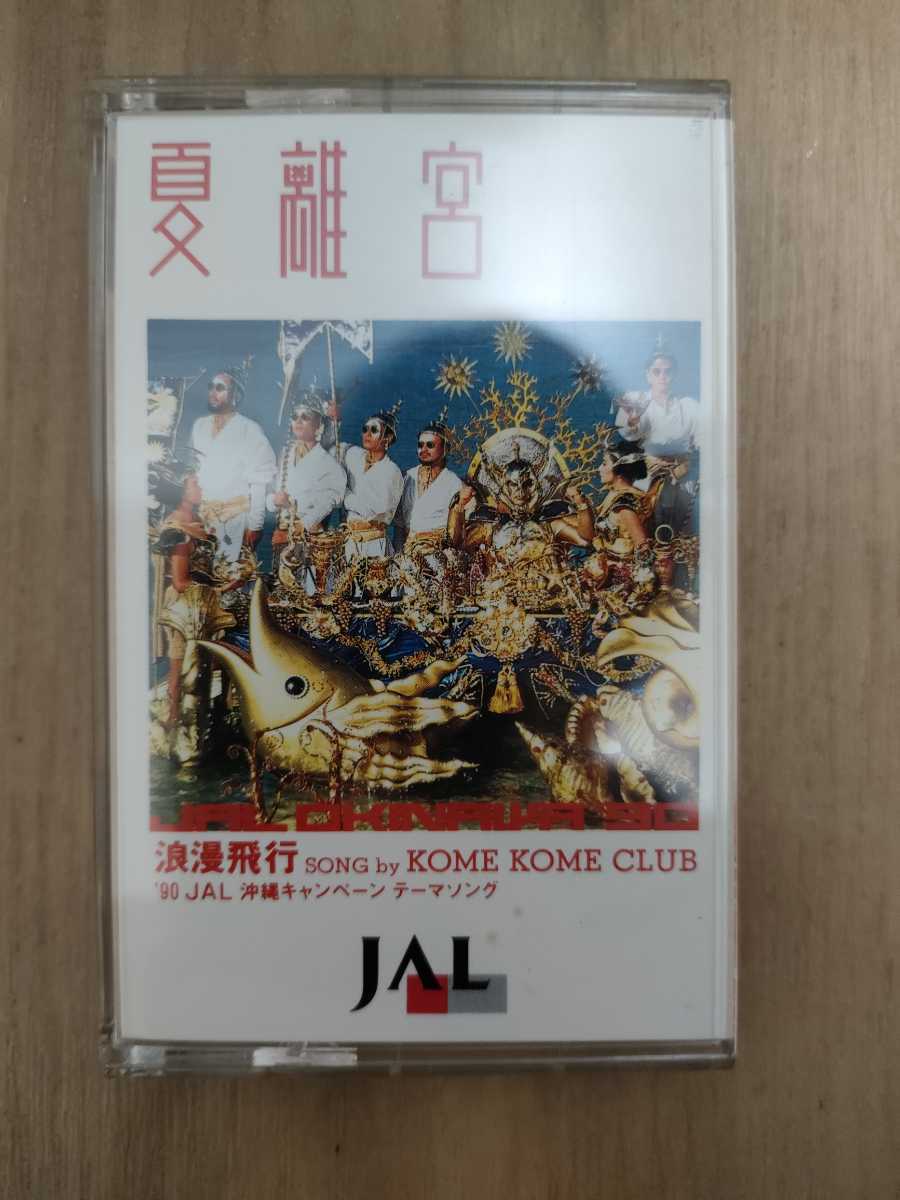 夏離宮
JAL OKINAWA '90
浪漫飛行 SONG by KOME KOME CLUB
'90 JAL 沖縄キャンペーン テーマソング
JAL